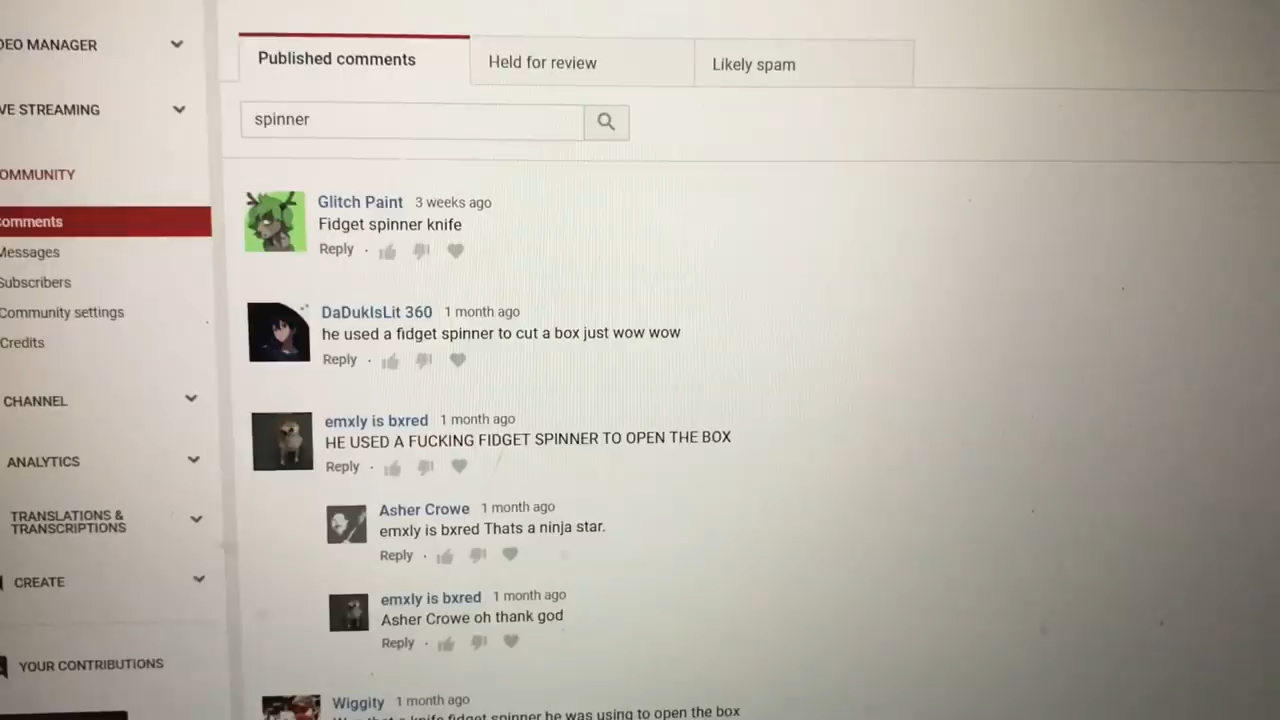 DEO MANAGER
VE STREAMING
OMMUNITY
Comments
Messages
Subscribers
Community settings
Credits
CHANNEL
ANALYTICS
TRANSLATIONS &
TRANSCRIPTIONS
CREATE
YOUR CONTRIBUTIONS
Published comments
Held for review
Likely spam
spinner
Glitch Paint 3 weeks ago
Fidget spinner knife
Reply
DaDukIsLit 360 1 month ago
he used a fidget spinner to cut a box just wow wow
Reply
emxly is bxred 1 month ago
HE USED A FUCKING FIDGET SPINNER TO OPEN THE BOX
Reply
Asher Crowe 1 month ago
emxly is bxred Thats a ninja star.
Reply
emxly is bxred 1 month ago
Asher Crowe oh thank god
Reply
Wiggity 1 month ago
that a knife fidget spinner he was using to open the box